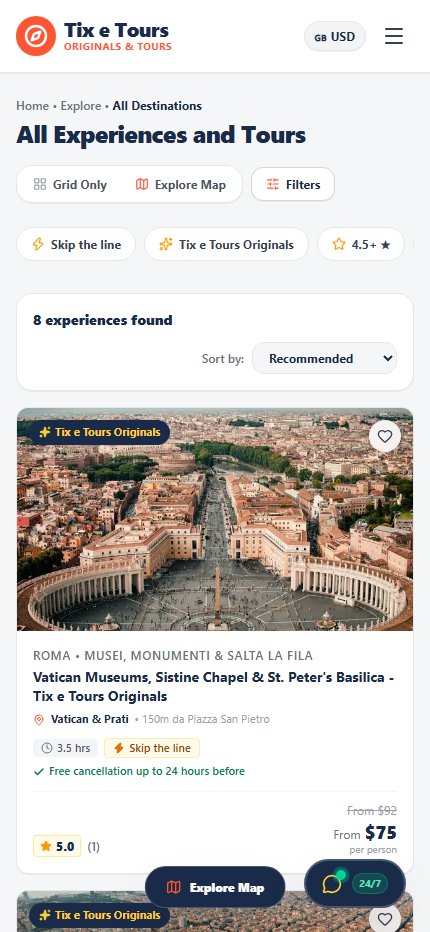 Tix e Tours
ORIGINALS & TOURS
GB USD
Home • Explore • All Destinations
All Experiences and Tours
Grid Only
Explore Map
Filters
Skip the line
Tix e Tours Originals
4.5+ ★
8 experiences found
Sort by: Recommended
Tix e Tours Originals
ROMA • MUSEI, MONUMENTI & SALTA LA FILA
Vatican Museums, Sistine Chapel & St. Peter's Basilica -
Tix e Tours Originals
Vatican & Prati • 150m da Piazza San Pietro
3.5 hrs
Skip the line
Free cancellation up to 24 hours before
From $92
5.0 (1)
From $75
per person
Explore Map
24/7
Tix e Tours Originals